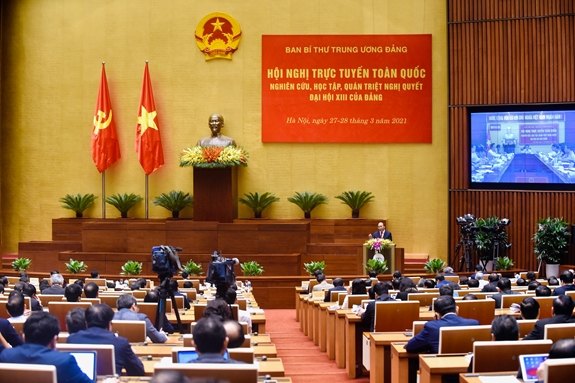 BAN BÍ THƯ TRUNG ƯƠNG ĐẢNG
HỘI NGHỊ TRỰC TUYẾN TOÀN QUỐC
NGHIÊN CỨU, HỌC TẬP, QUÁN TRIỆT NGHỊ QUYẾT
ĐẠI HỘI XIII CỦA ĐẢNG
Hà Nội, ngày 27-28 tháng 3 năm 2021